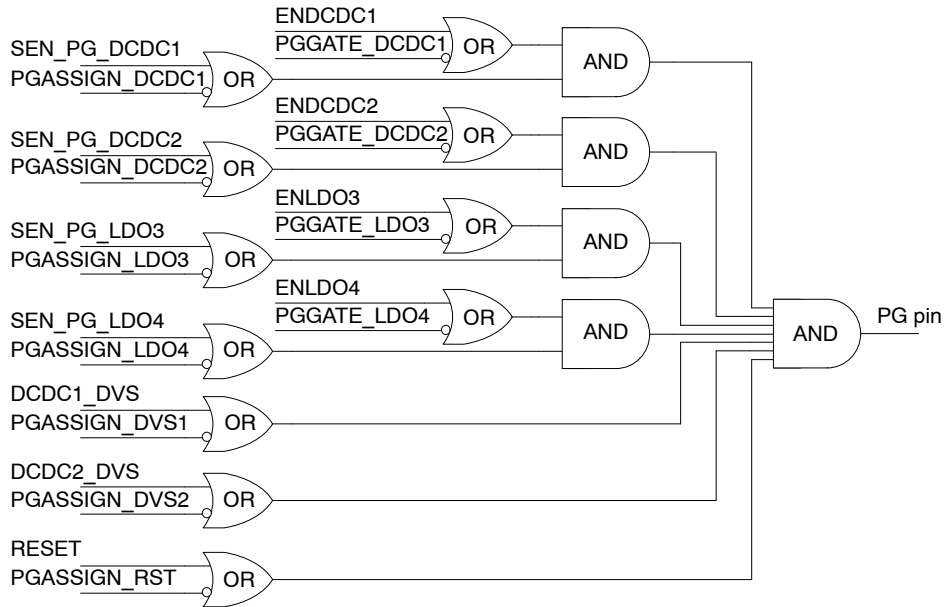 ENDCDC1
PGGATE_DCDC1
OR
SEN_PG_DCDC1
PGASSIGN_DCDC1
OR
AND
ENDCDC2
PGGATE_DCDC2
OR
SEN_PG_DCDC2
PGASSIGN_DCDC2
OR
AND
ENLDO3
PGGATE_LDO3
OR
SEN_PG_LDO3
PGASSIGN_LDO3
OR
AND
ENLDO4
PGGATE_LDO4
OR
SEN_PG_LDO4
PGASSIGN_LDO4
OR
AND
AND
PG pin
DCDC1_DVS
PGASSIGN_DVS1
OR
DCDC2_DVS
PGASSIGN_DVS2
OR
RESET
PGASSIGN_RST
OR